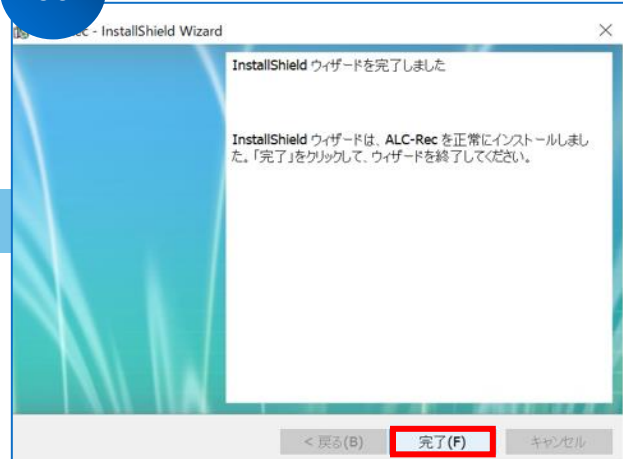 - InstallShield Wizard
InstallShield ウィザードを完了しました
InstallShield ウィザードは、ALC-Rec を正常にインストールしまし
た。「完了」をクリックして、ウィザードを終了してください。
< 戻る(B)
完了(F)
キャンセル